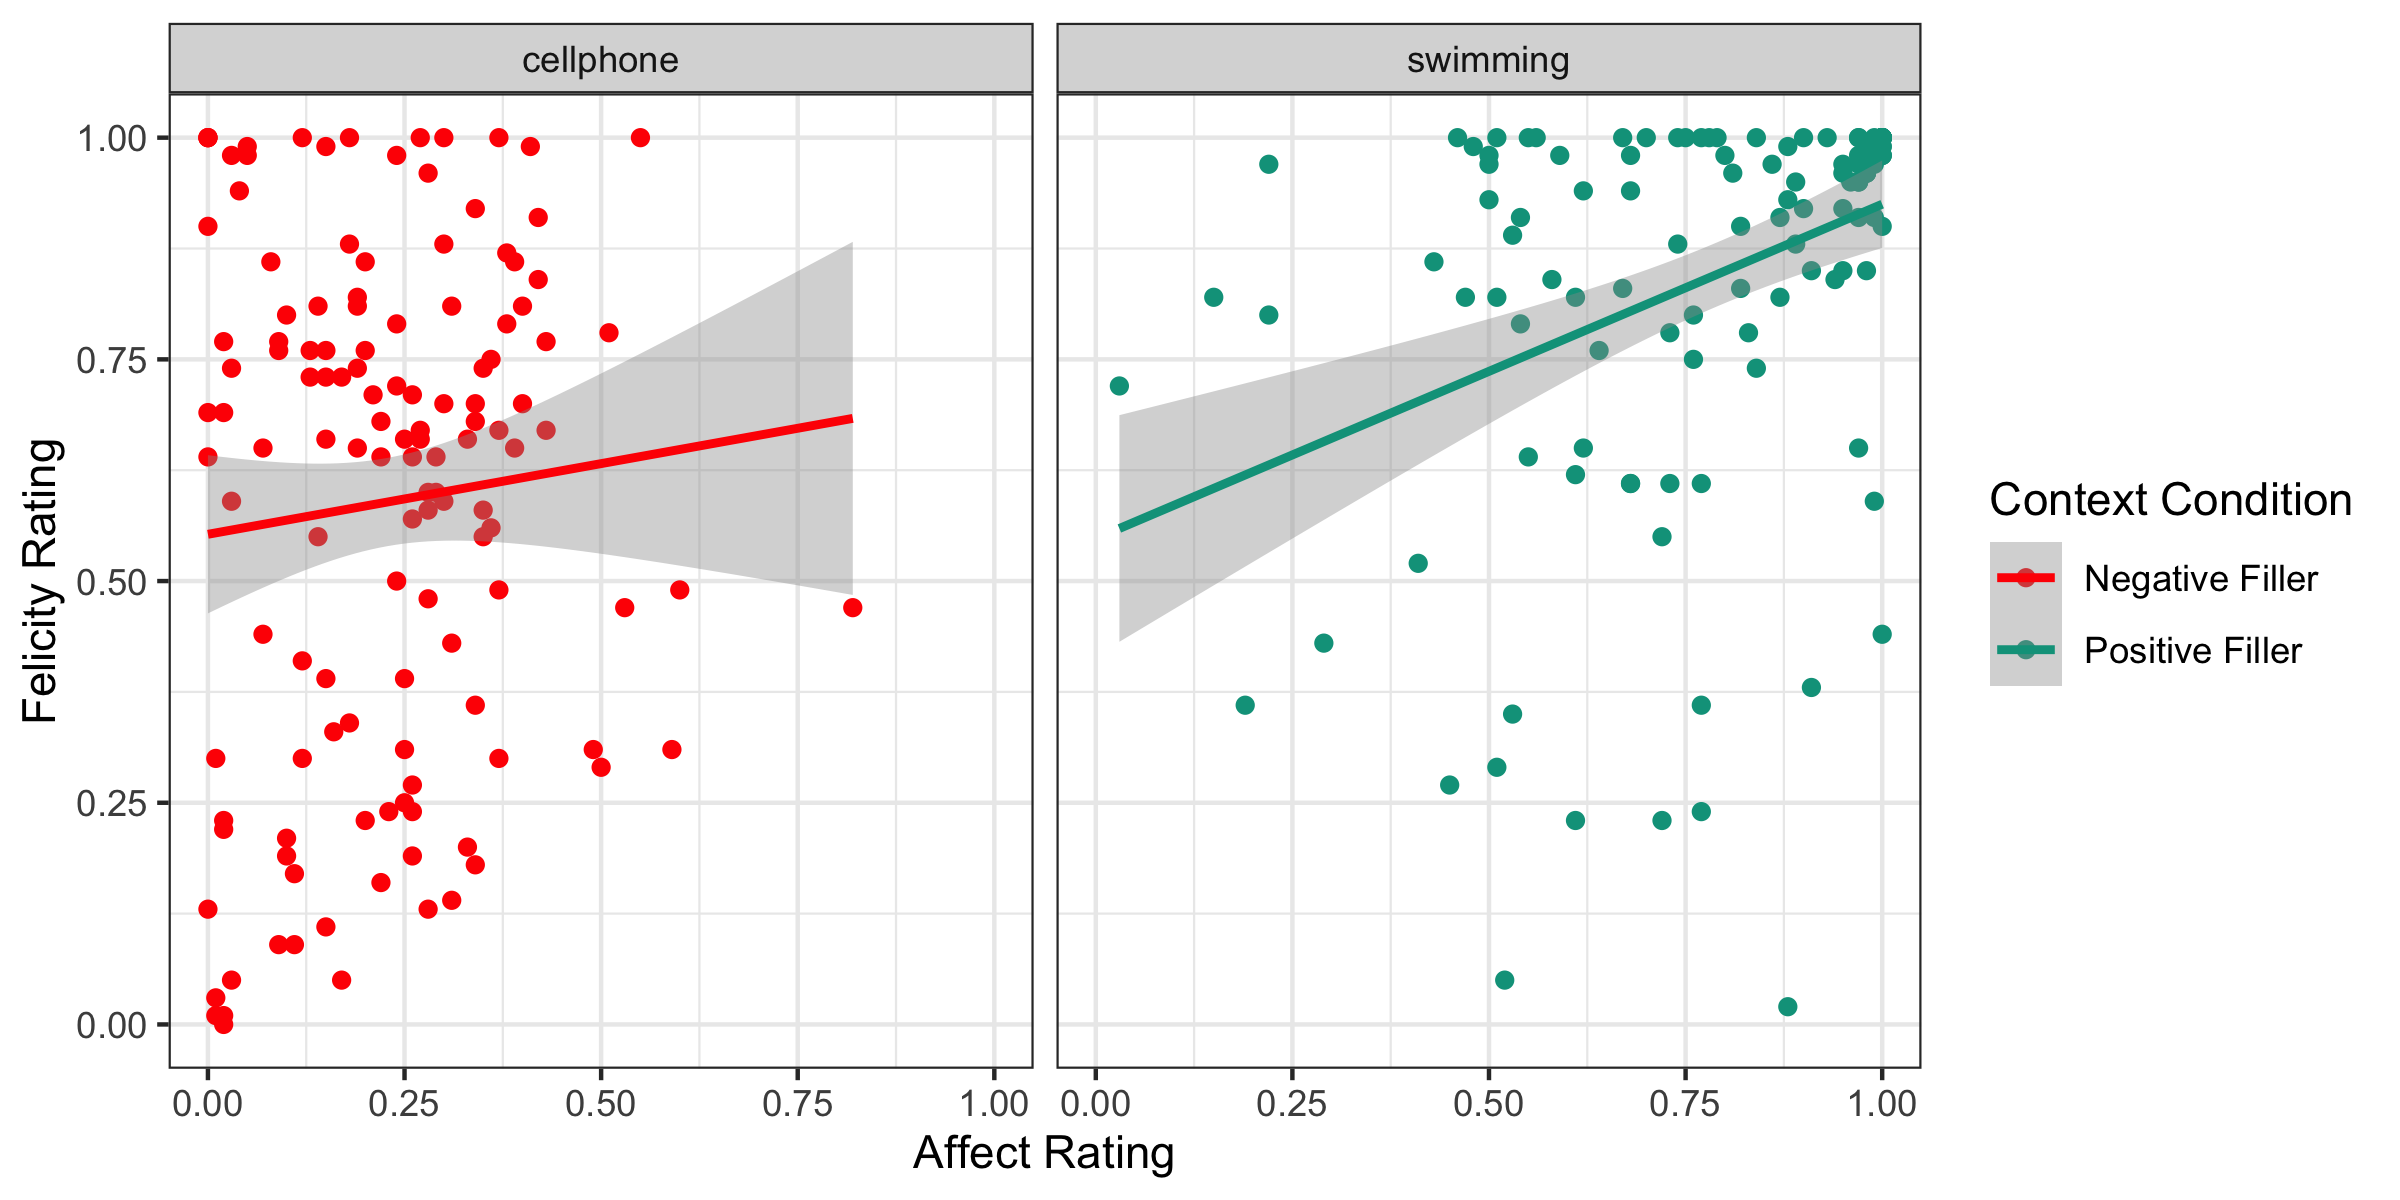 cellphone
swimming
1.00
0.75
0.50
0.25
0.00
Felicity Rating
0.00 0.25 0.50 0.75 1.00
0.00 0.25 0.50 0.75 1.00
Affect Rating
Context Condition
Negative Filler
Positive Filler